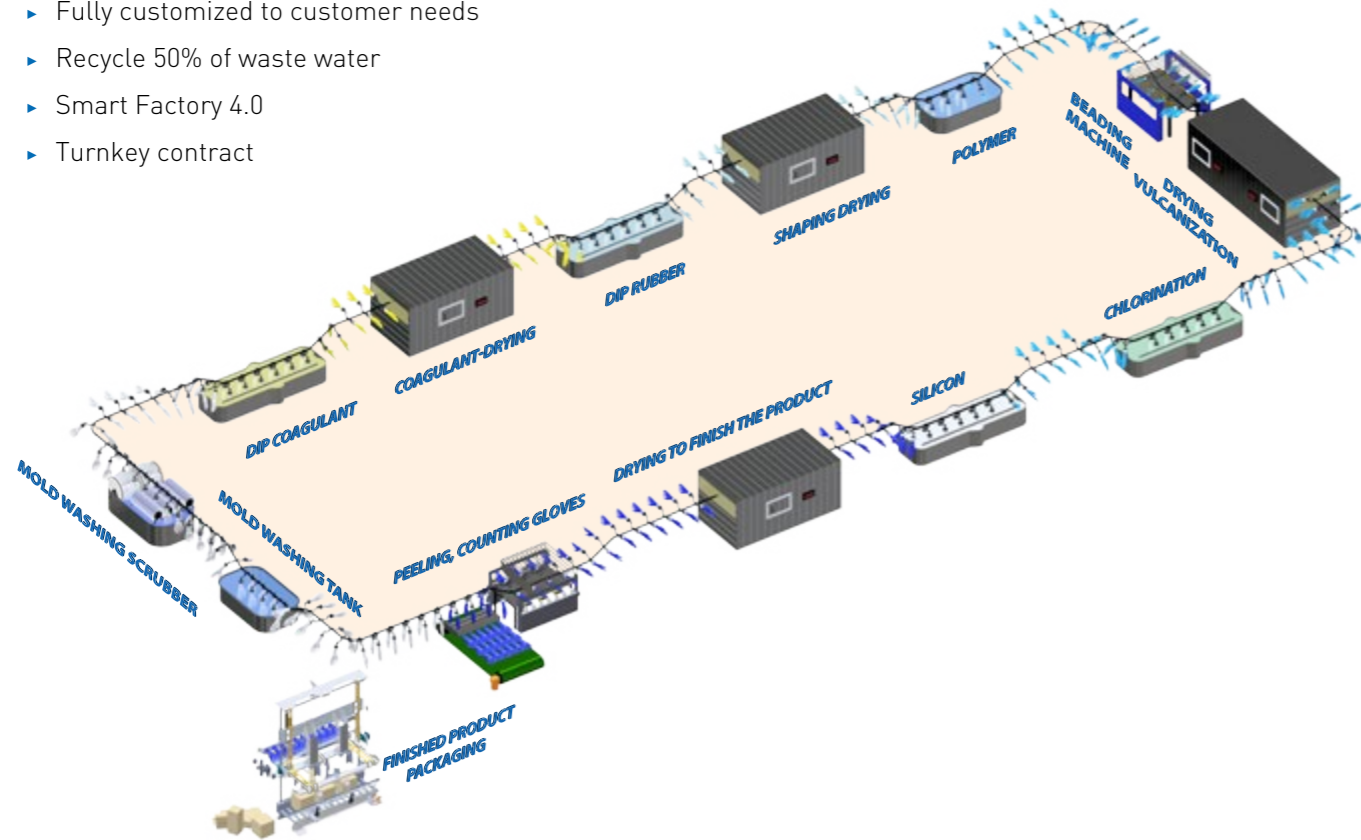 Fully customized to customer needs
Recycle 50% of waste water
Smart Factory 4.0
Turnkey contract
BEADING
MACHINE
POLYMER
DRYING
VULCANIZATION
SHAPING DRYING
DIP RUBBER
CHLORINATION
COAGULANT-DRYING
SILICON
DIP COAGULANT
DRYING TO FINISH THE PRODUCT
MOLD WASHING SCRUBBER
MOLD WASHING TANK
PEELING, COUNTING GLOVES
FINISHED PRODUCT
PACKAGING